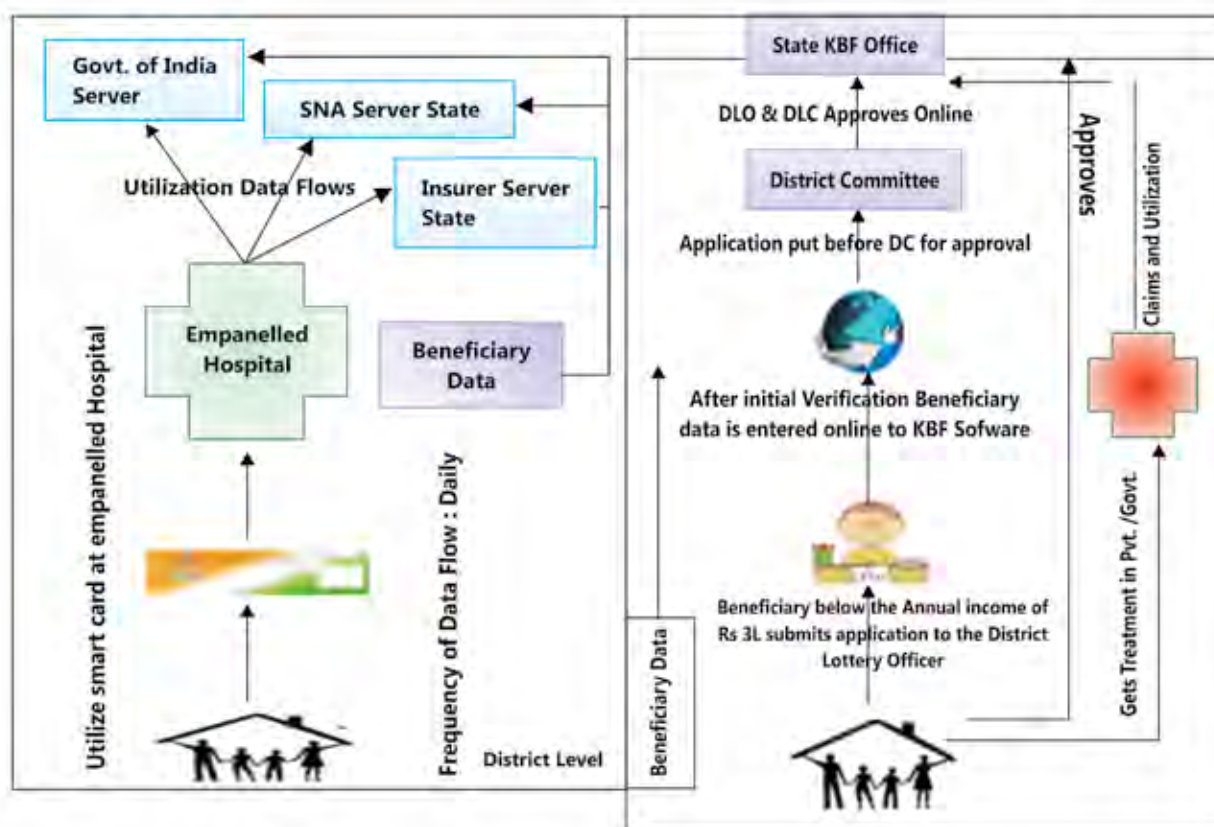 Govt. of India
Server
SNA Server State
Utilization Data Flows
Insurer Server
State
Empanelled
Hospital
Beneficiary
Data
Utilize smart card at empanelled Hospital
Frequency of Data Flow : Daily
District Level
Beneficiary Data
State KBF Office
DLO & DLC Approves Online
District Committee
Application put before DC for approval
After initial Verification Beneficiary
data is entered online to KBF Sofware
Beneficiary below the Annual income of
Rs 3L submits application to the District
Lottery Officer
Approves
Claims and Utilization
Gets Treatment in Pvt. /Govt.